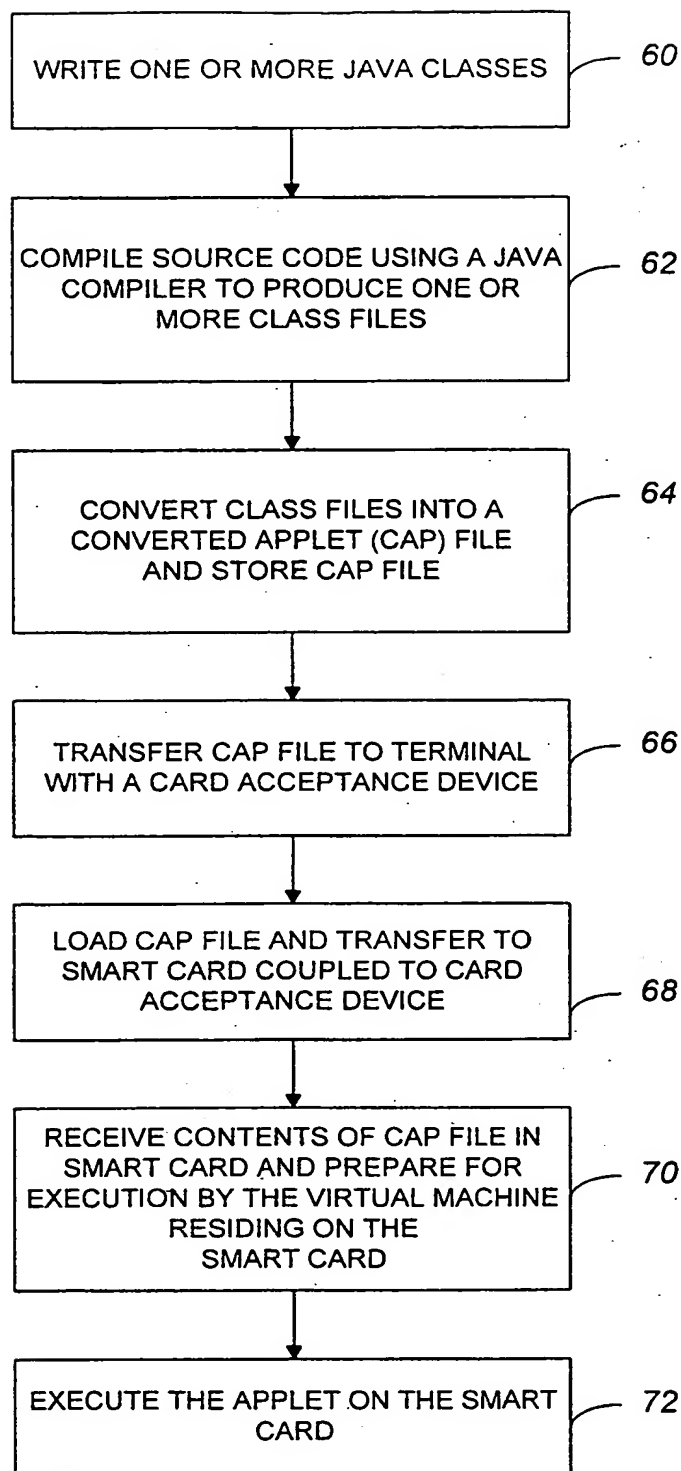 WRITE ONE OR MORE JAVA CLASSES
60
COMPILE SOURCE CODE USING A JAVA
COMPILER TO PRODUCE ONE OR
MORE CLASS FILES
62
CONVERT CLASS FILES INTO A
CONVERTED APPLET (CAP) FILE
AND STORE CAP FILE
64
TRANSFER CAP FILE TO TERMINAL
WITH A CARD ACCEPTANCE DEVICE
66
LOAD CAP FILE AND TRANSFER TO
SMART CARD COUPLED TO CARD
ACCEPTANCE DEVICE
68
RECEIVE CONTENTS OF CAP FILE IN
SMART CARD AND PREPARE FOR
EXECUTION BY THE VIRTUAL MACHINE
RESIDING ON THE
SMART CARD
70
EXECUTE THE APPLET ON THE SMART
CARD
72